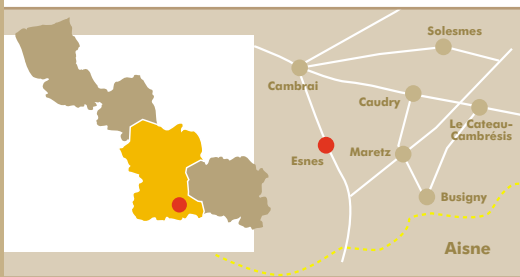 Solesmes
Cambrai
Caudry
Le Cateau-
Cambrésis
Esnes
Maretz
Busigny
Aisne